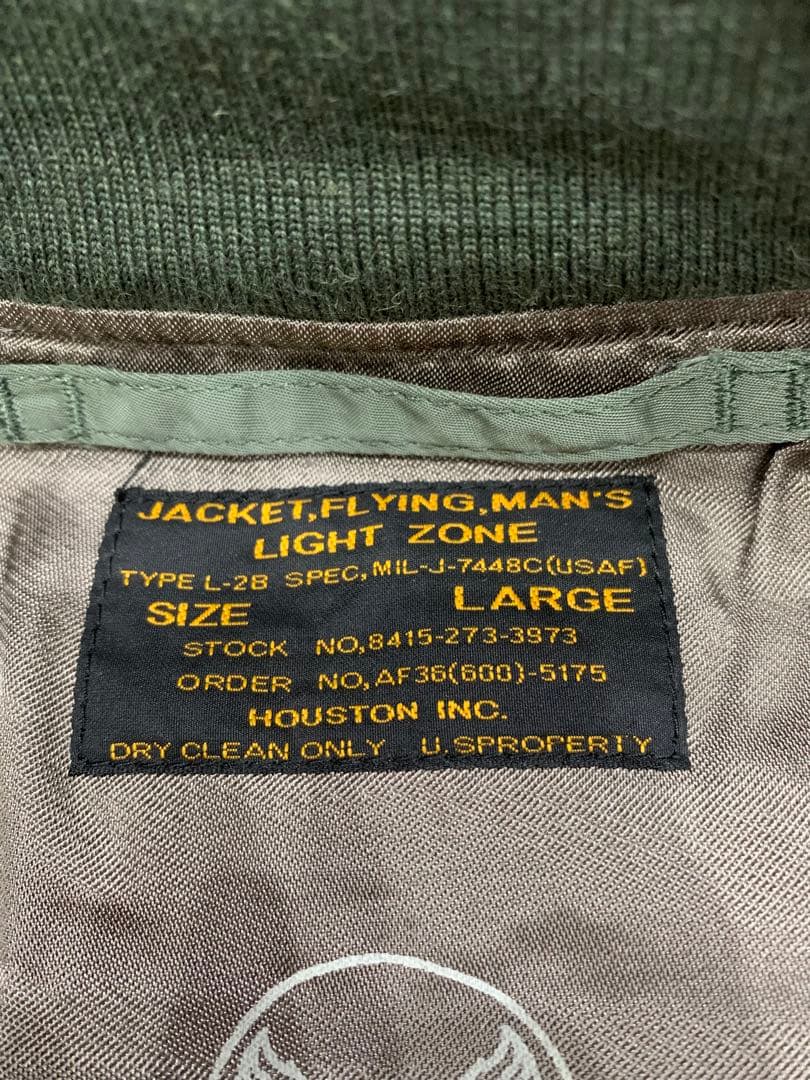 JACKET,FLYING,MAN'S
LIGHT ZONE
TYPE L-2B SPEC,MIL-J-7448C(USAF)
SIZE LARGE
STOCK NO,8415-273-3973
ORDER NO,AF36(600)-5175
HOUSTON INC.
DRY CLEAN ONLY U.SPROPERTY